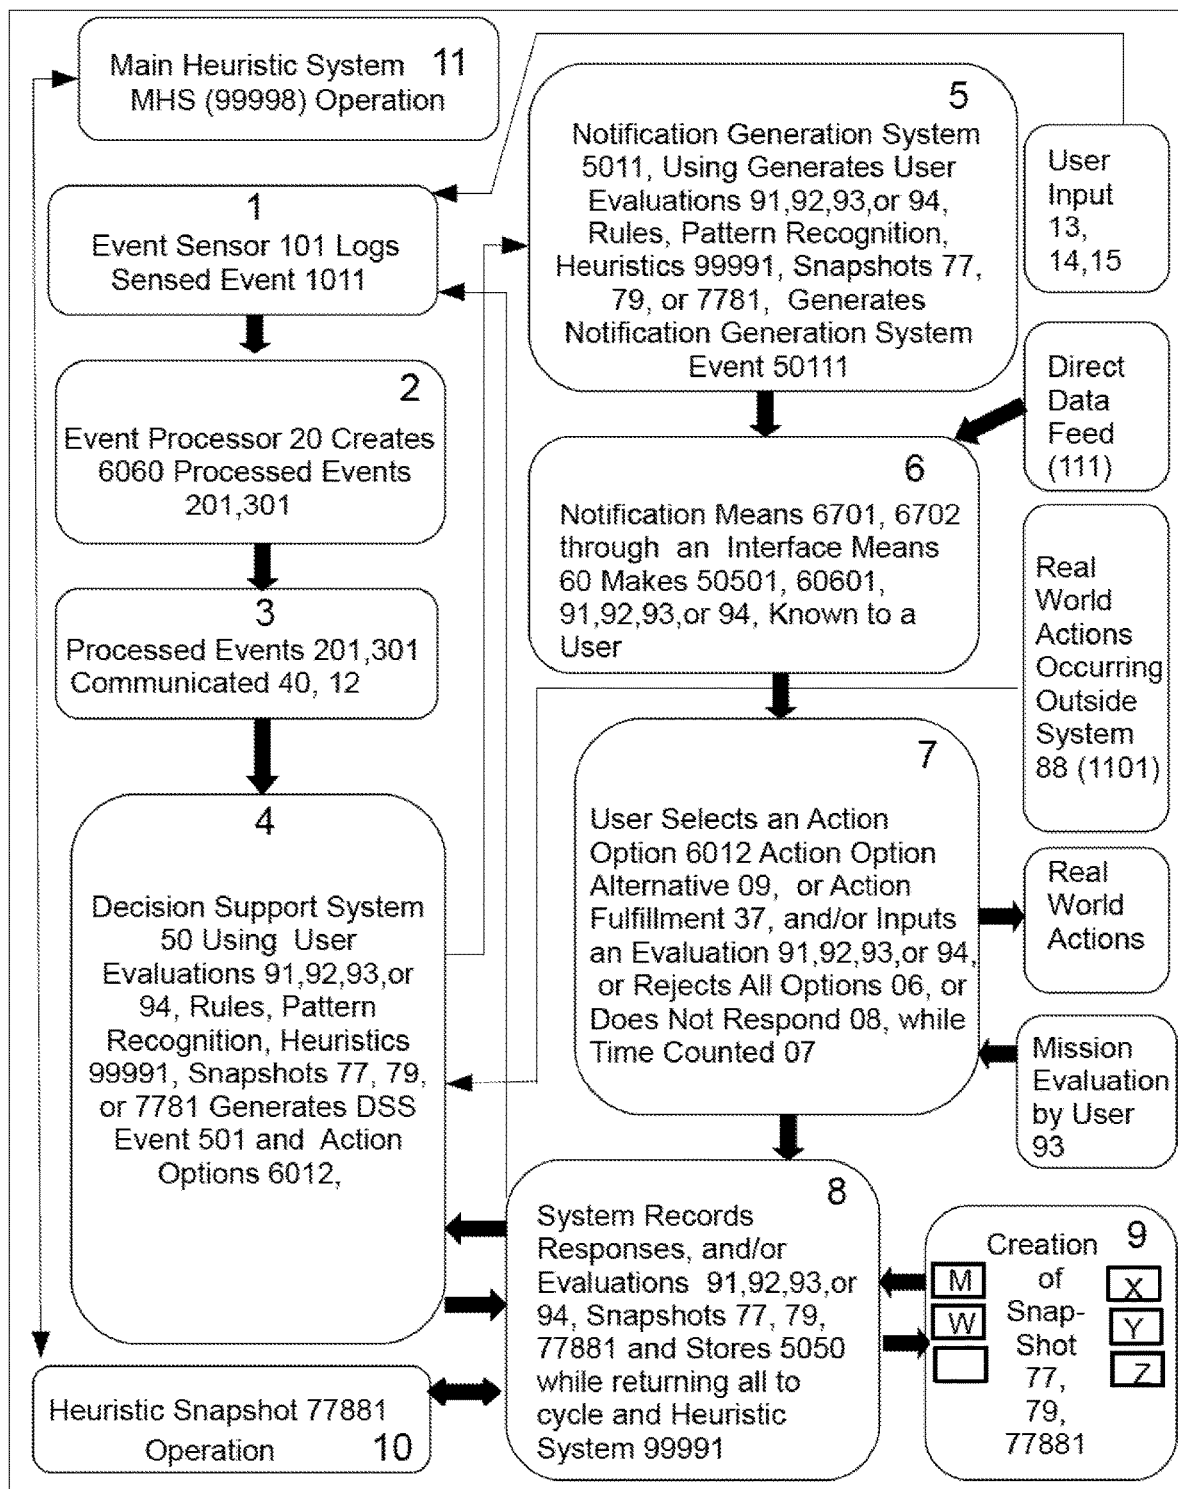 Main Heuristic System 11
MHS (99998) Operation
1
Event Sensor 101 Logs
Sensed Event 1011
2
Event Processor 20 Creates
6060 Processed Events
201,301
3
Processed Events 201,301
Communicated 40, 12
4
Decision Support System
50 Using User
Evaluations 91,92,93,or
94, Rules, Pattern
Recognition, Heuristics
99991, Snapshots 77, 79,
or 7781 Generates DSS
Event 501 and Action
Options 6012,
Heuristic Snapshot 77881
Operation 10
5
Notification Generation System
5011, Using Generates User
Evaluations 91,92,93,or 94,
Rules, Pattern Recognition,
Heuristics 99991, Snapshots 77,
79, or 7781, Generates
Notification Generation System
Event 50111
6
Notification Means 6701, 6702
through an Interface Means
60 Makes 50501, 60601,
91,92,93,or 94, Known to a
User
7
User Selects an Action
Option 6012 Action Option
Alternative 09, or Action
Fulfillment 37, and/or Inputs
an Evaluation 91,92,93,or 94,
or Rejects All Options 06, or
Does Not Respond 08, while
Time Counted 07
8
System Records
Responses, and/or
Evaluations 91,92,93,or
94, Snapshots 77, 79,
77881 and Stores 5050
while returning all to
cycle and Heuristic
System 99991
User
Input
13,
14,15
Direct
Data
Feed
(111)
Real
World
Actions
Occurring
Outside
System
88 (1101)
Real
World
Actions
Mission
Evaluation
by User
93
9
Creation
of
Snap-
Shot
77,
79,
77881
M
W
X
Y
Z